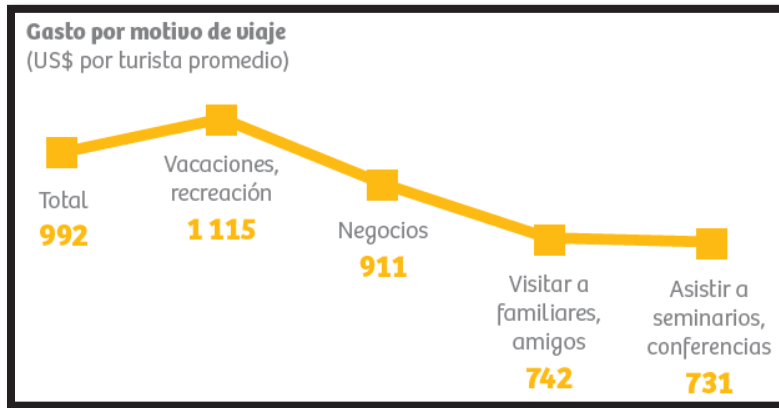 Gasto por motivo de viaje
(US$ por turista promedio)
Total
992
Vacaciones,
recreación
1 115
Negocios
911
Visitar a
familiares,
amigos
742
Asistir a
seminarios,
conferencias
731